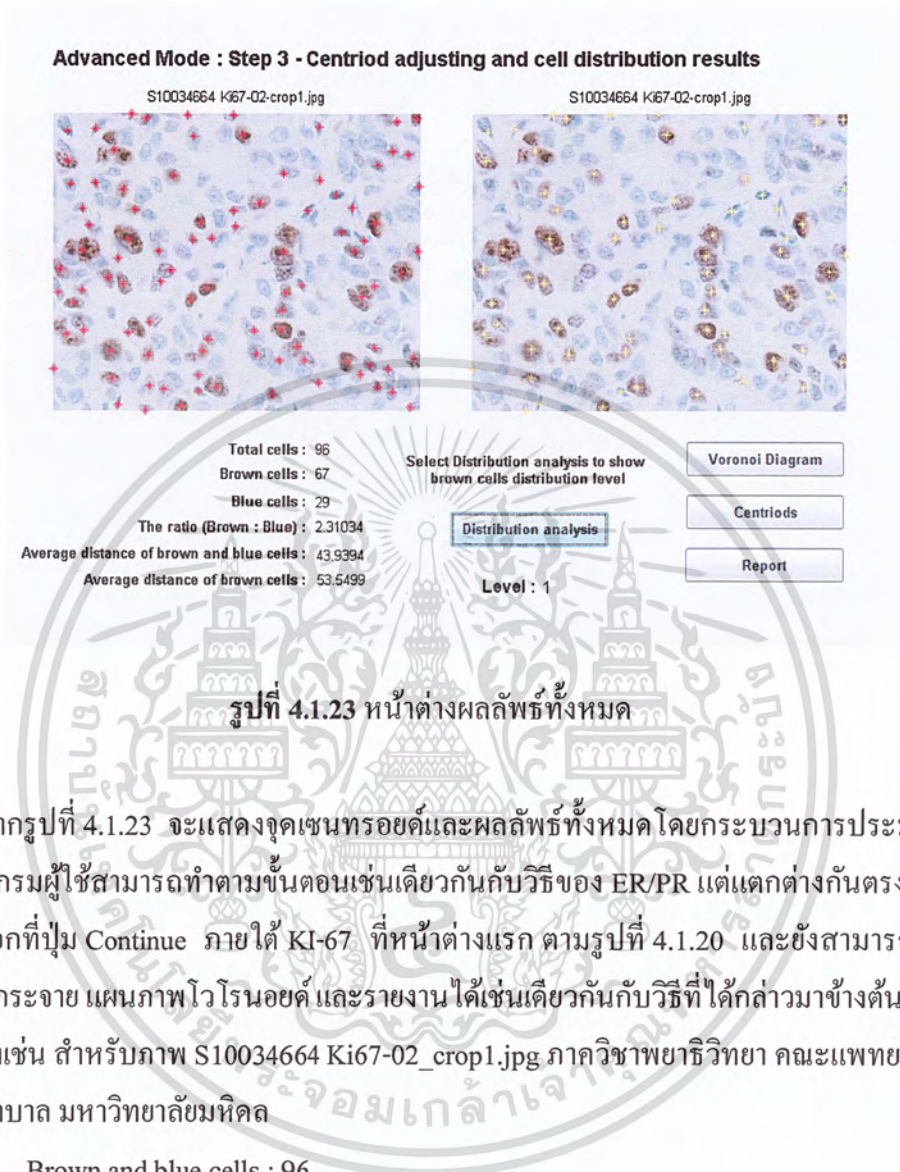 Advanced Mode : Step 3 - Centriod adjusting and cell distribution results
S10034664 Ki67-02-crop1.jpg
S10034664 Ki67-02-crop1.jpg
Total cells : 96
Brown cells : 67
Blue cells : 29
The ratio (Brown : Blue) : 2.31034
Average distance of brown and blue cells : 43.9394
Average distance of brown cells : 53.5499
Select Distribution analysis to show
brown cells distribution level
Distribution analysis
Level : 1
Voronoi Diagram
Centriods
Report
รูปที่ 4.1.23 หน้าต่างผลลัพธ์ทั้งหมด
ากรูปที่ 4.1.23 จะแสดงจุดเซนทรอยด์และผลลัพธ์ทั้งหมดโดยกระบวนการประม
กรมผู้ใช้สามารถทำตามขั้นตอนเช่นเดียวกันกับวิธีของ ER/PR แต่แตกต่างกันตรง
อกที่ปุ่ม Continue ภายใต้ KI-67 ที่หน้าต่างแรก ตามรูปที่ 4.1.20 และยังสามารถ
กระจาย แผนภาพโวโรนอยด์ และรายงานได้เช่นเดียวกันกับวิธีที่ได้กล่าวมาข้างต้น
เช่น สำหรับภาพ S10034664 Ki67-02_crop1.jpg ภาควิชาพยาธิวิทยา คณะแพทย
าบาล มหาวิทยาลัยมหิดล
Brown and blue cells : 96